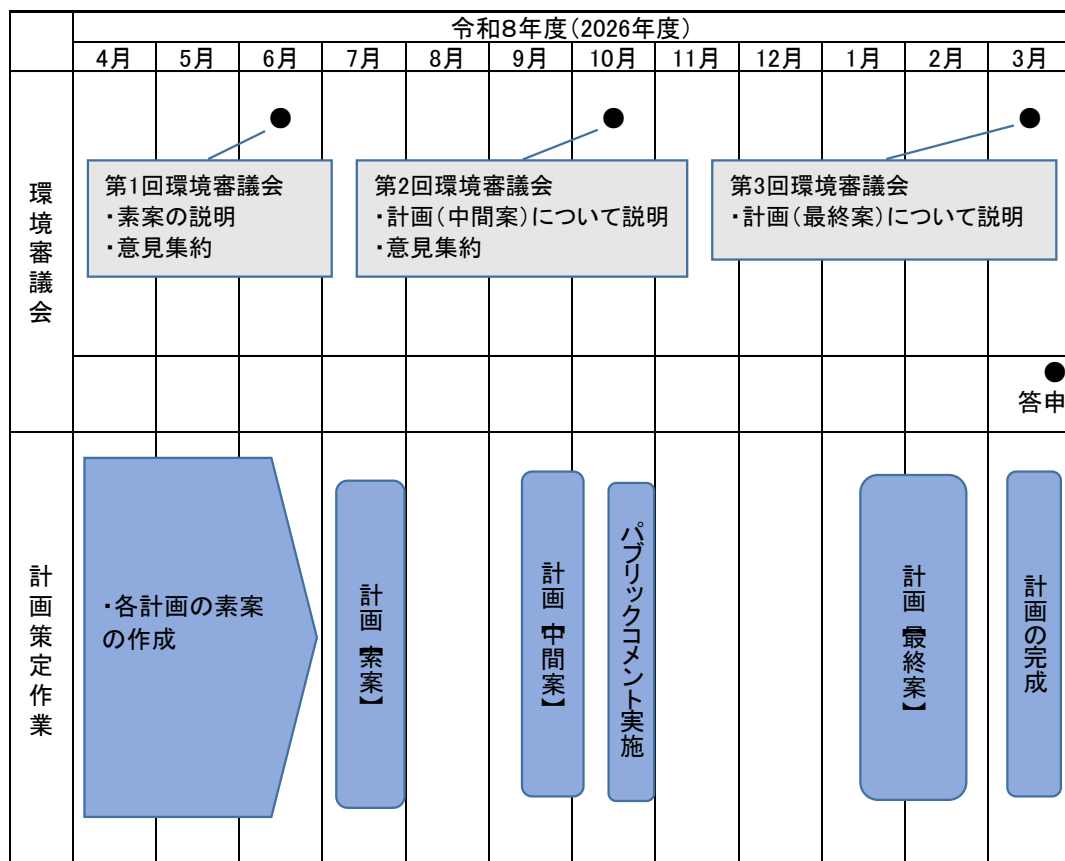 令和8年度(2026年度)
4月 5月 6月 7月 8月 9月 10月 11月 12月 1月 2月 3月
環境審議会
第1回環境審議会
・素案の説明
・意見集約
第2回環境審議会
・計画(中間案)について説明
・意見集約
第3回環境審議会
・計画(最終案)について説明
答申
計画策定作業
・各計画の素案
の作成
計画【素案】
計画【中間案】
パブリックコメント実施
計画【最終案】
計画の完成